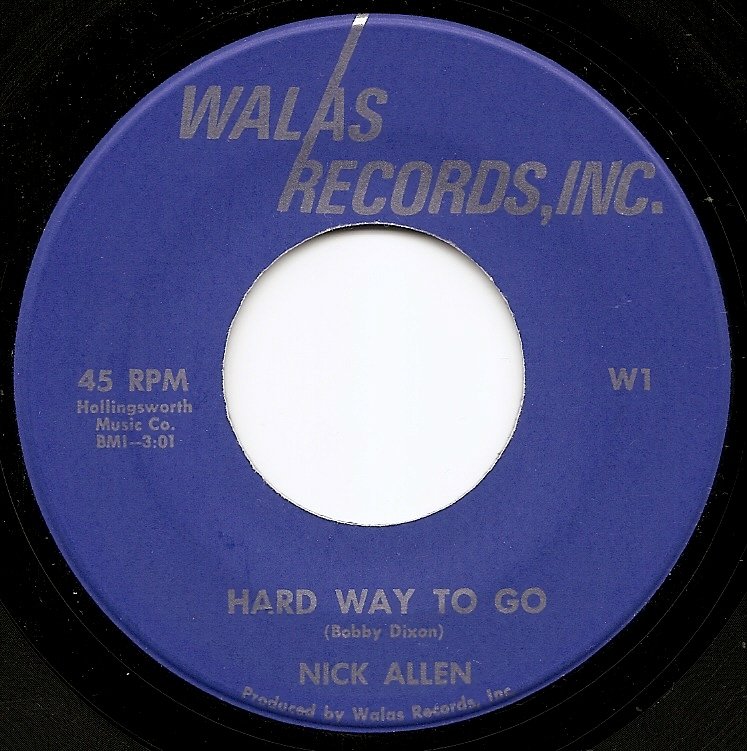 WALAS
RECORDS, INC.
45 RPM
Hollingsworth
Music Co.
BMI--3:01
W1
HARD WAY TO GO
(Bobby Dixon)
NICK ALLEN
Produced by Walas Records, Inc